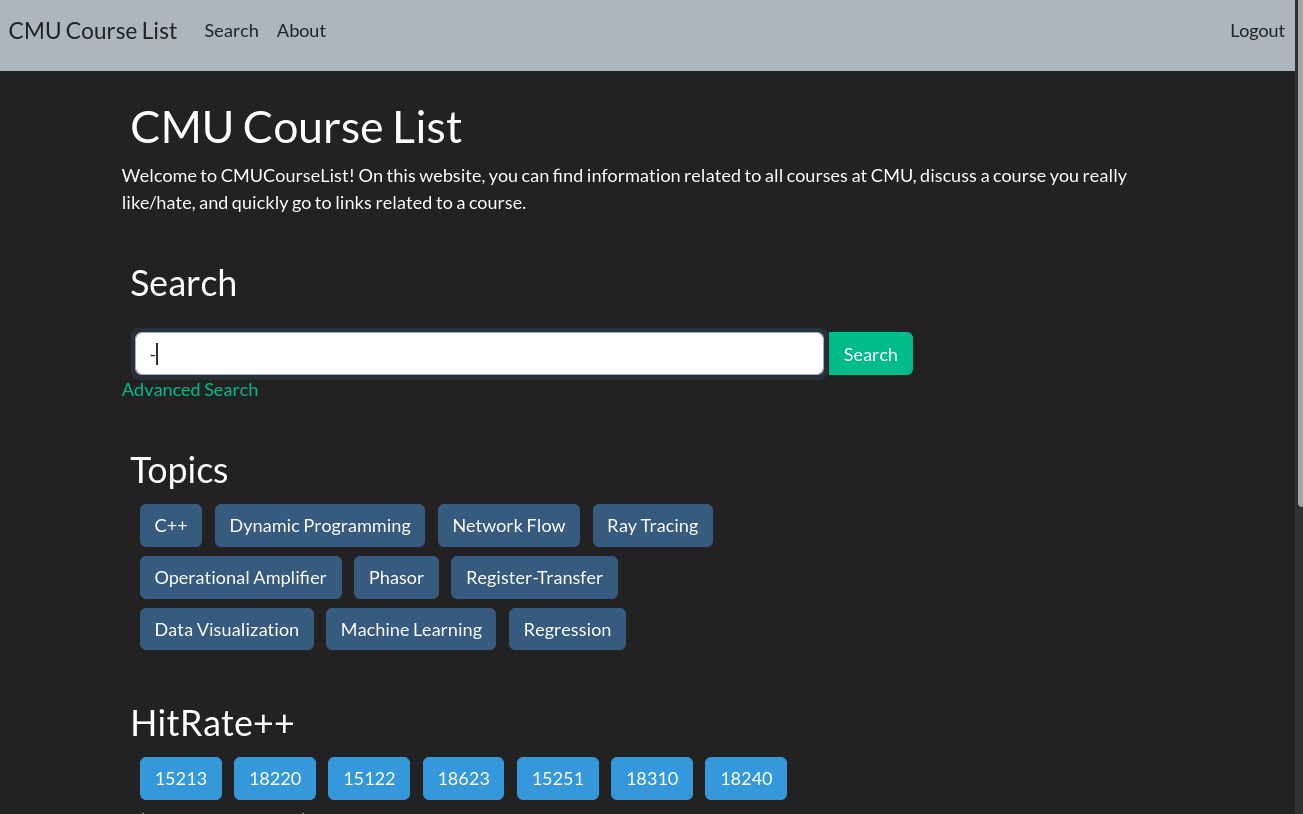 CMU Course List Search About Logout
CMU Course List
Welcome to CMUCourseList! On this website, you can find information related to all courses at CMU, discuss a course you really
like/hate, and quickly go to links related to a course.
Search
- Search
Advanced Search
Topics
C++ Dynamic Programming Network Flow Ray Tracing
Operational Amplifier Phasor Register-Transfer
Data Visualization Machine Learning Regression
HitRate++
15213 18220 15122 18623 15251 18310 18240